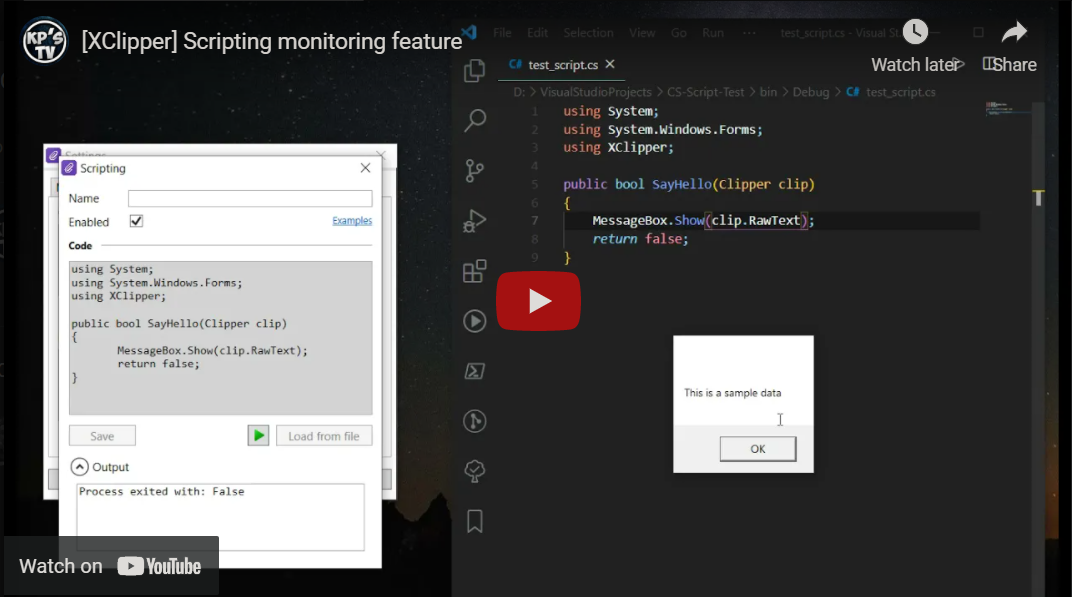 KP'S
TV
[XClipper] Scripting monitoring feature
Watch later
Share
File Edit Selection View Go Run ... test_script.cs - Visual St
C# test_script.cs
D: > VisualStudioProjects > CS-Script-Test > bin > Debug > C# test_script.cs
1 using System;
2 using System.Windows.Forms;
3 using XClipper;
4
5 public bool SayHello(Clipper clip)
6 {
7 MessageBox.Show(clip.RawText);
8 return false;
9 }
This is a sample data
OK
Settings
Scripting
Name
Enabled
Examples
Code
using System;
using System.Windows.Forms;
using XClipper;
public bool SayHello(Clipper clip)
{
MessageBox.Show(clip.RawText);
return false;
}
Save
Load from file
Output
Process exited with: False
Watch on YouTube